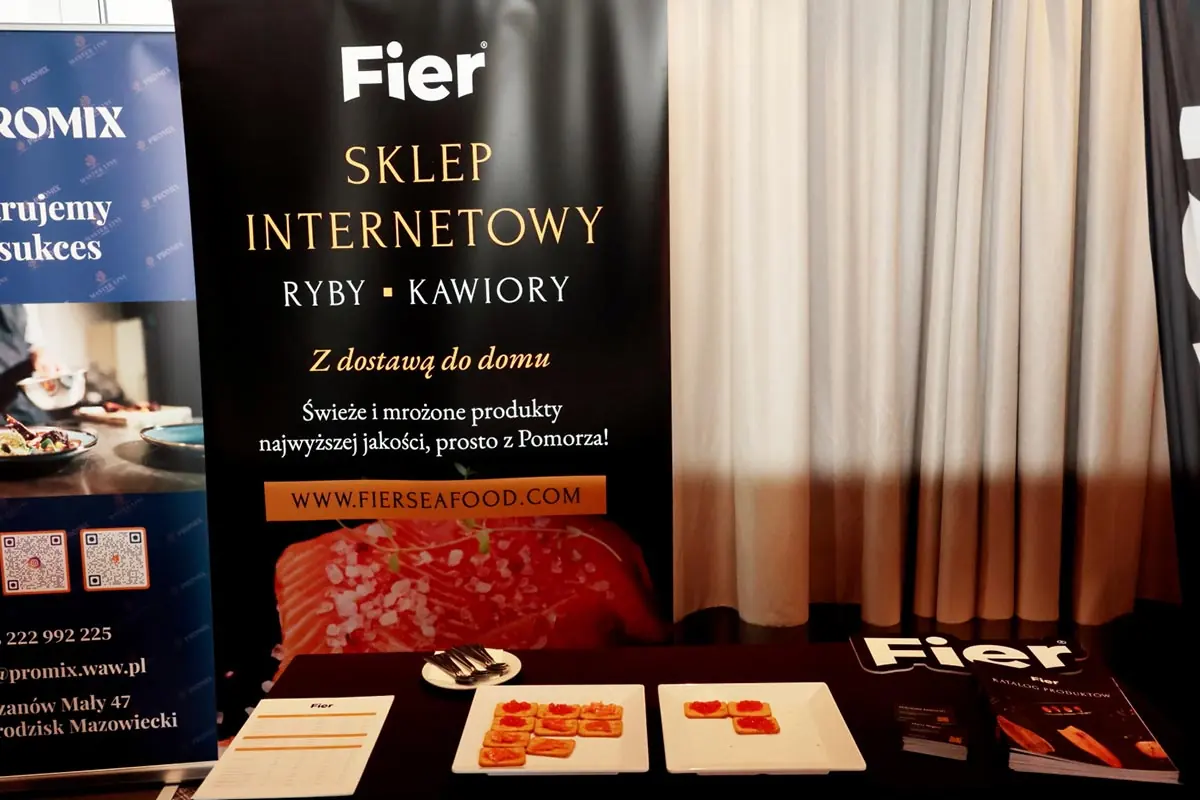 PROMIX
ROMIX
rujemy
sukces
222 992 225
@promix.waw.pl
zanów Mały 47
rodzisk Mazowiecki
Fier®
SKLEP
INTERNETOWY
RYBY ▪ KAWIORY
Z dostawą do domu
Świeże i mrożone produkty
najwyższej jakości, prosto z Pomorza!
WWW.FIERSEAFOOD.COM
Fier
Fier®
Fier
KATALOG PRODUKTÓW